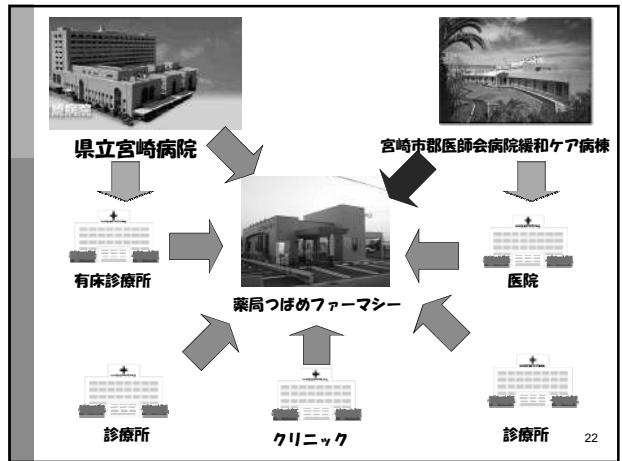 県立宮崎病院
宮崎市郡医師会病院緩和ケア病棟
有床診療所
医院
薬局つばめファーマシー
診療所
クリニック
診療所
22